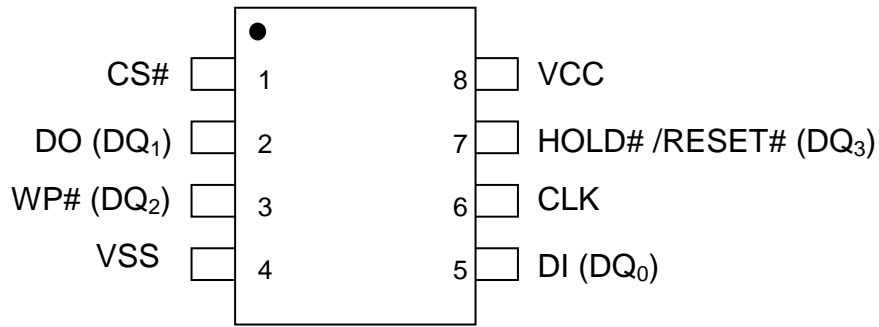 CS# 1 8 VCC
DO (DQ₁) 2 7 HOLD# /RESET# (DQ₃)
WP# (DQ₂) 3 6 CLK
VSS 4 5 DI (DQ₀)